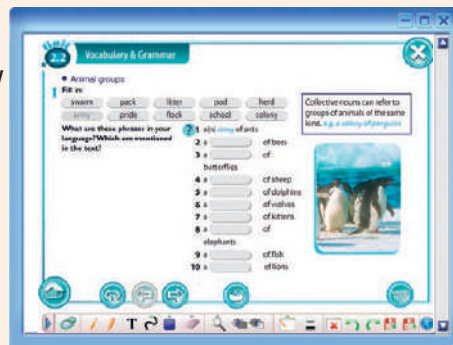 Unit
2.2 Vocabulary & Grammar
• Animal groups
1 Fill in:
swarm pack litter pod herd
army pride flock school colony
What are these phrases in your
language? Which are mentioned
in the text?
? 1 a(n) army of ants
2 a of bees
3 a of
butterflies
4 a of sheep
5 a of dolphins
6 a of wolves
7 a of kittens
8 a of
elephants
9 a of fish
10 a of lions
Collective nouns can refer to
groups of animals of the same
kind. e.g. a colony of penguins
T